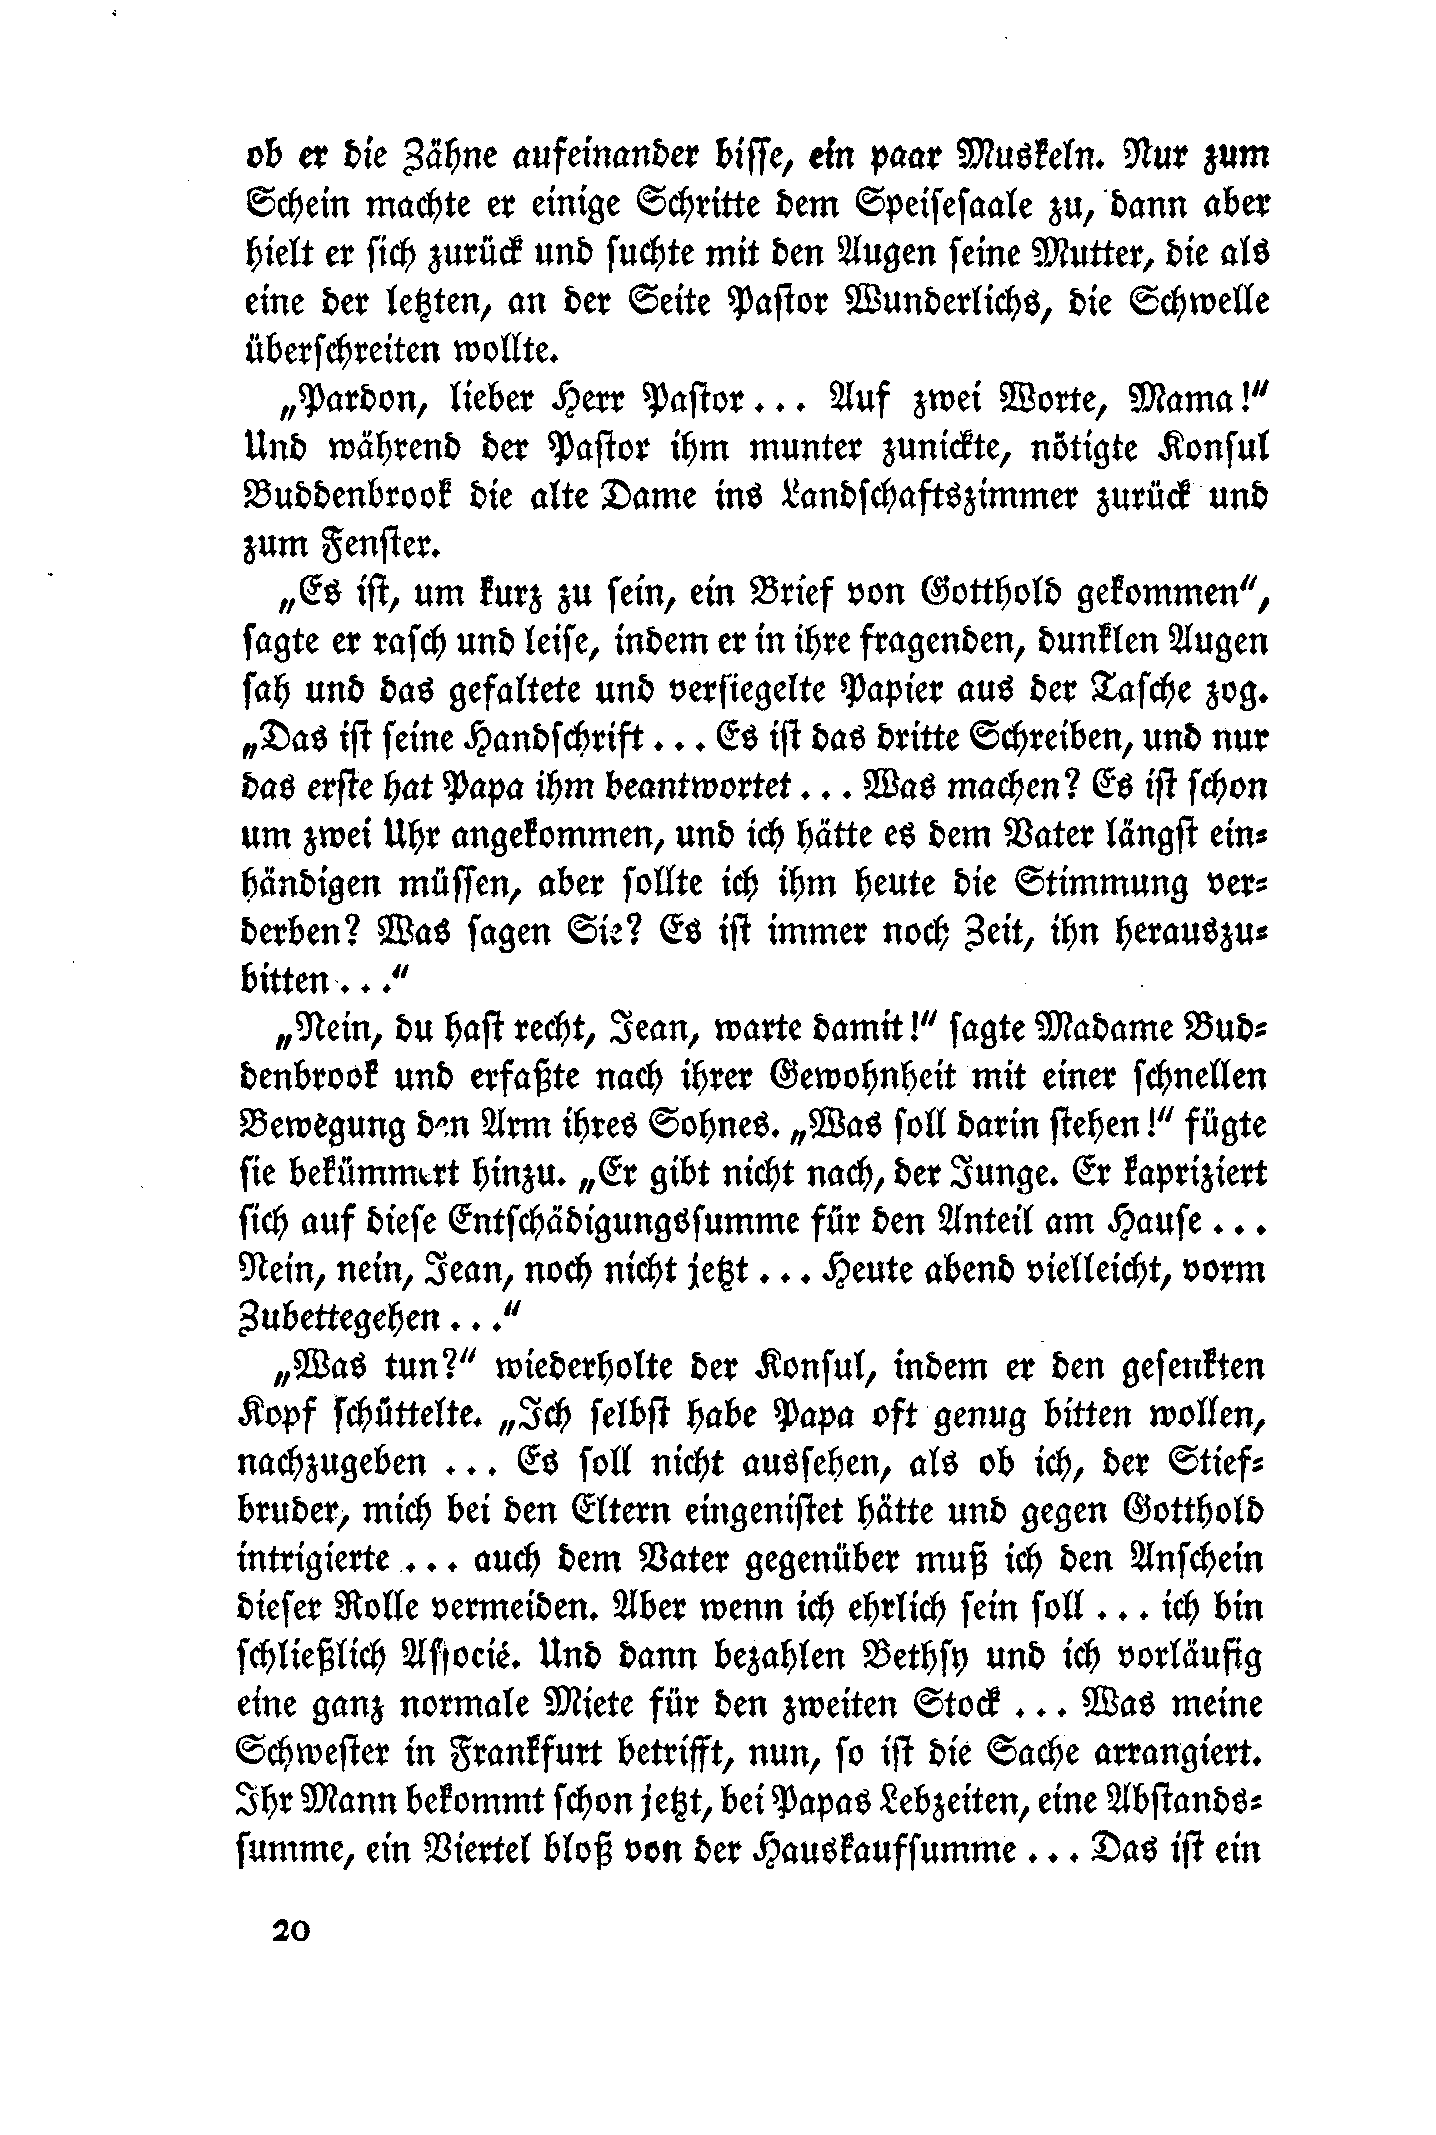 ob er die Zähne aufeinander bisse, ein paar Muskeln. Nur zum
Schein machte er einige Schritte dem Speisesaale zu, dann aber
hielt er sich zurück und suchte mit den Augen seine Mutter, die als
eine der letzten, an der Seite Pastor Wunderlichs, die Schwelle
überschreiten wollte.
„Pardon, lieber Herr Pastor... Auf zwei Worte, Mama!“
Und während der Pastor ihm munter zunickte, nötigte Konsul
Buddenbrook die alte Dame ins Landschaftszimmer zurück und
zum Fenster.
„Es ist, um kurz zu sein, ein Brief von Gotthold gekommen“,
sagte er rasch und leise, indem er in ihre fragenden, dunklen Augen
sah und das gefaltete und versiegelte Papier aus der Tasche zog.
„Das ist seine Handschrift... Es ist das dritte Schreiben, und nur
das erste hat Papa ihm beantwortet... Was machen? Es ist schon
um zwei Uhr angekommen, und ich hätte es dem Vater längst ein-
händigen müssen, aber sollte ich ihm heute die Stimmung ver-
derben? Was sagen Sie? Es ist immer noch Zeit, ihn herauszu-
bitten...“
„Nein, du hast recht, Jean, warte damit!“ sagte Madame Bud-
denbrook und erfaßte nach ihrer Gewohnheit mit einer schnellen
Bewegung den Arm ihres Sohnes. „Was soll darin stehen!“ fügte
sie bekümmert hinzu. „Er gibt nicht nach, der Junge. Er kapriziert
sich auf diese Entschädigungssumme für den Anteil am Hause...
Nein, nein, Jean, noch nicht jetzt... Heute abend vielleicht, vorm
Zubettegehen...“
„Was tun?“ wiederholte der Konsul, indem er den gesenkten
Kopf schüttelte. „Ich selbst habe Papa oft genug bitten wollen,
nachzugeben ... Es soll nicht aussehen, als ob ich, der Stief-
bruder, mich bei den Eltern eingenistet hätte und gegen Gotthold
intrigierte ... auch dem Vater gegenüber muß ich den Anschein
dieser Rolle vermeiden. Aber wenn ich ehrlich sein soll... ich bin
schließlich Associé. Und dann bezahlen Bethsy und ich vorläufig
eine ganz normale Miete für den zweiten Stock... Was meine
Schwester in Frankfurt betrifft, nun, so ist die Sache arrangiert.
Ihr Mann bekommt schon jetzt, bei Papas Lebzeiten, eine Abstands-
summe, ein Viertel bloß von der Hauskaufsumme... Das ist ein
20